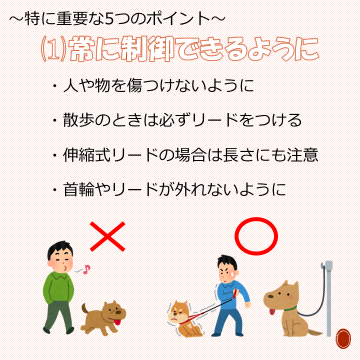 ～特に重要な5つのポイント～
(1)常に制御できるように
・人や物を傷つけないように
・散歩のときは必ずリードをつける
・伸縮式リードの場合は長さにも注意
・首輪やリードが外れないように